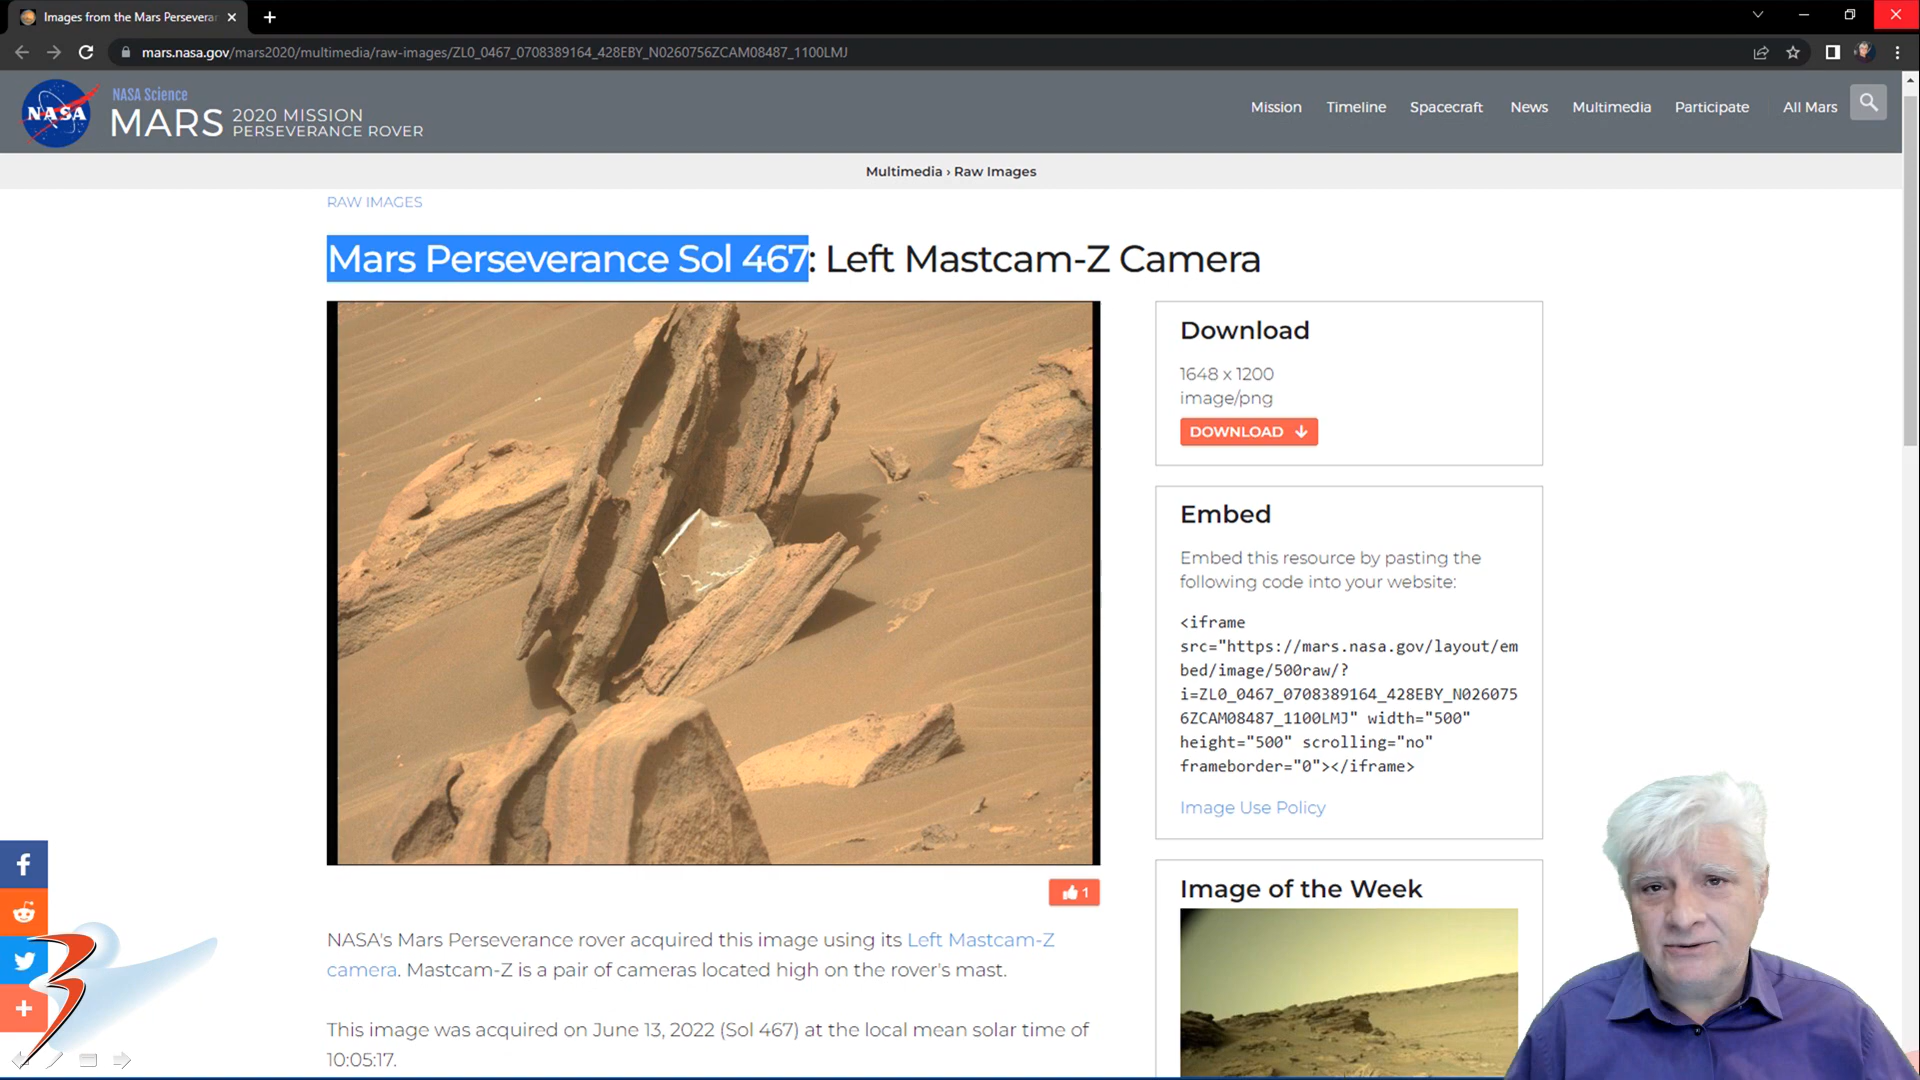 Images from the Mars Perseveran
mars.nasa.gov/mars2020/multimedia/raw-images/ZL0_0467_0708389164_428EBY_N0260756ZCAM08487_1100LMJ
NASA
NASA Science
MARS 2020 MISSION
PERSEVERANCE ROVER
Mission Timeline Spacecraft News Multimedia Participate All Mars
Multimedia › Raw Images
RAW IMAGES
Mars Perseverance Sol 467: Left Mastcam-Z Camera
Download
1648 x 1200
image/png
DOWNLOAD
Embed
Embed this resource by pasting the
following code into your website:
<iframe
src="https://mars.nasa.gov/layout/em
bed/image/500raw/?
i=ZL0_0467_0708389164_428EBY_N026075
6ZCAM08487_1100LMJ" width="500"
height="500" scrolling="no"
frameborder="0"></iframe>
Image Use Policy
Image of the Week
1
NASA's Mars Perseverance rover acquired this image using its Left Mastcam-Z
camera. Mastcam-Z is a pair of cameras located high on the rover's mast.
This image was acquired on June 13, 2022 (Sol 467) at the local mean solar time of
10:05:17.